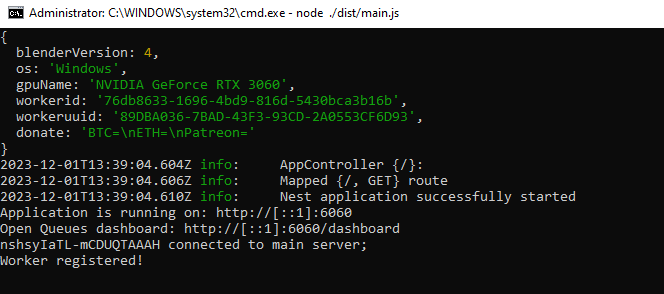 Administrator: C:\WINDOWS\system32\cmd.exe - node ./dist/main.js
{
  blenderVersion: 4,
  os: 'Windows',
  gpuName: 'NVIDIA GeForce RTX 3060',
  workerid: '76db8633-1696-4bd9-816d-5430bca3b16b',
  workeruuid: '89DBA036-7BAD-43F3-93CD-2A0553CF6D93',
  donate: 'BTC=\nETH=\nPatreon='
}
2023-12-01T13:39:04.604Z info:     AppController {/}:
2023-12-01T13:39:04.606Z info:     Mapped {/, GET} route
2023-12-01T13:39:04.610Z info:     Nest application successfully started
Application is running on: http://[::1]:6060
Open Queues dashboard: http://[::1]:6060/dashboard
nshsyIaTL-mCDUQTAAAH connected to main server;
Worker registered!